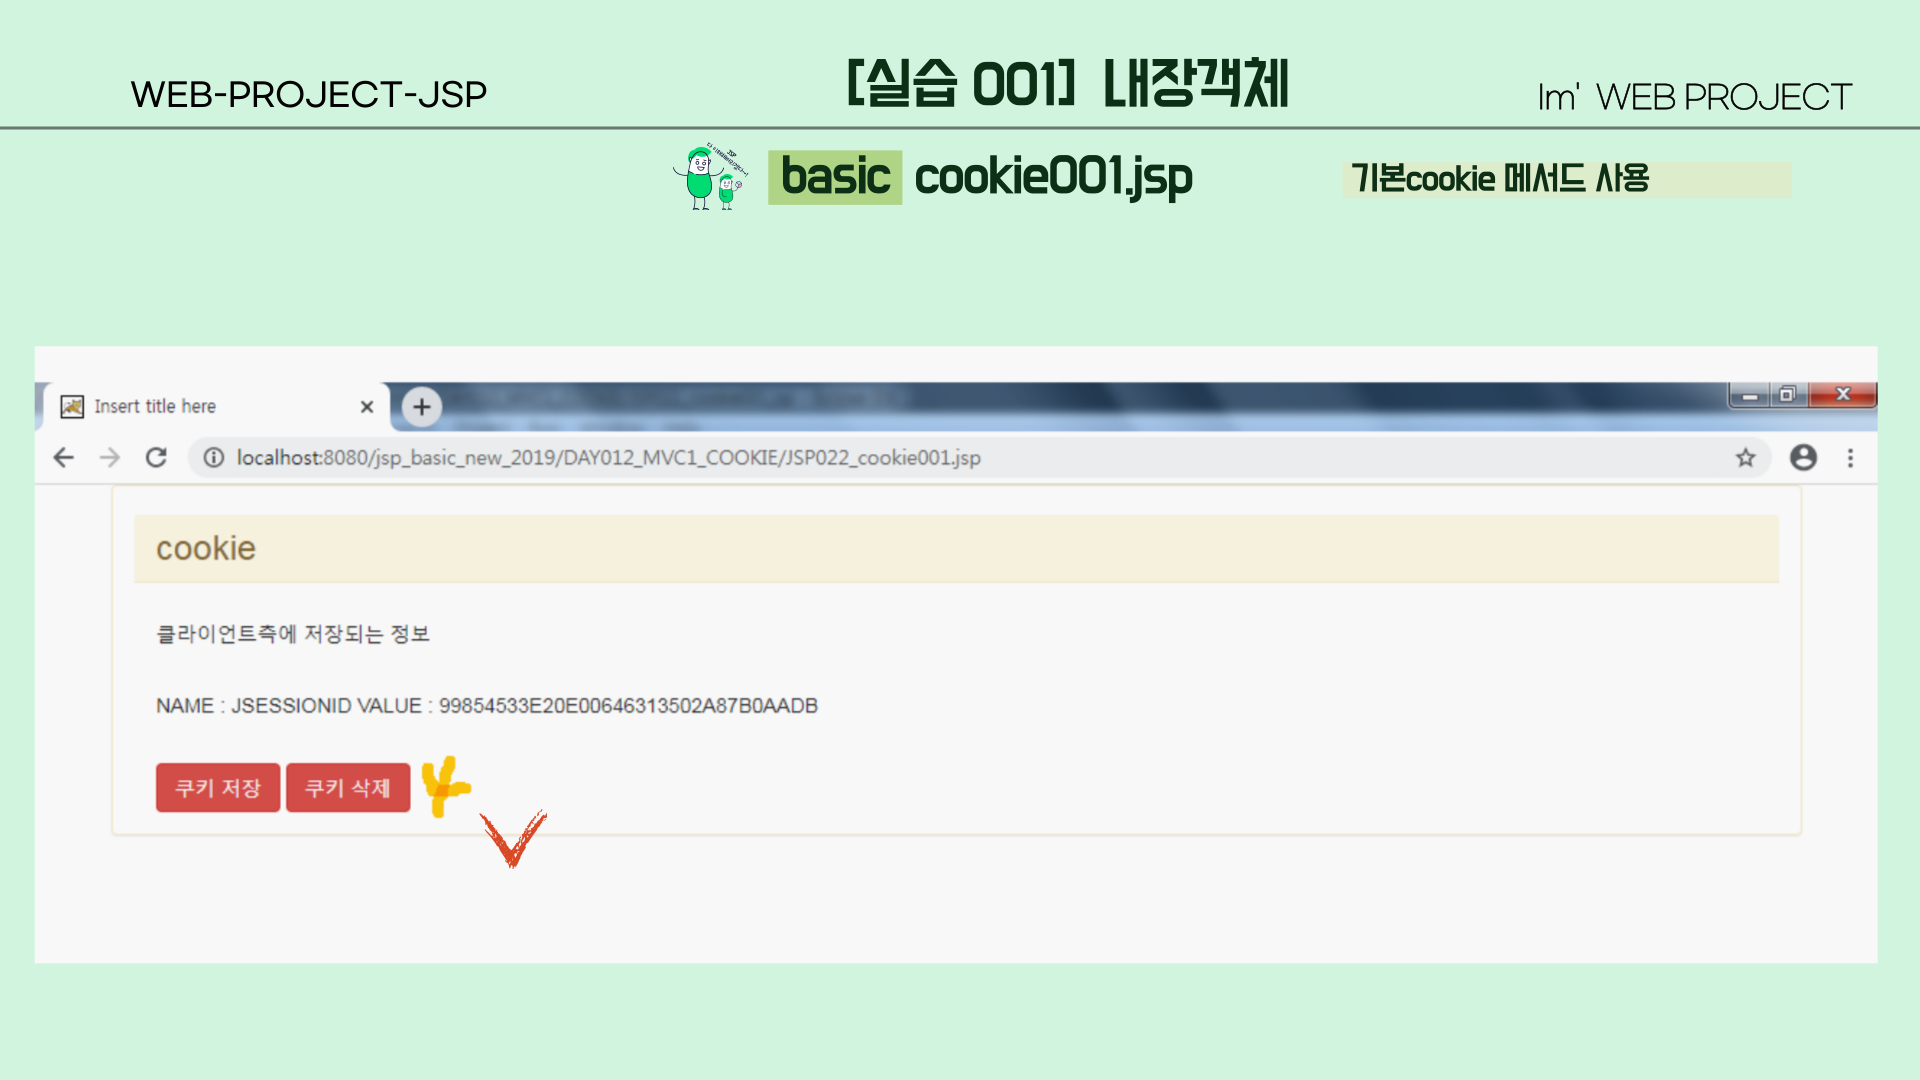 WEB-PROJECT-JSP
[실습 001] 내장객체
Im' WEB PROJECT
basic cookie001.jsp
기본cookie 메서드 사용
Insert title here
localhost:8080/jsp_basic_new_2019/DAY012_MVC1_COOKIE/JSP022_cookie001.jsp
cookie
클라이언트측에 저장되는 정보
NAME : JSESSIONID VALUE : 99854533E20E00646313502A87B0AADB
쿠키 저장 쿠키 삭제